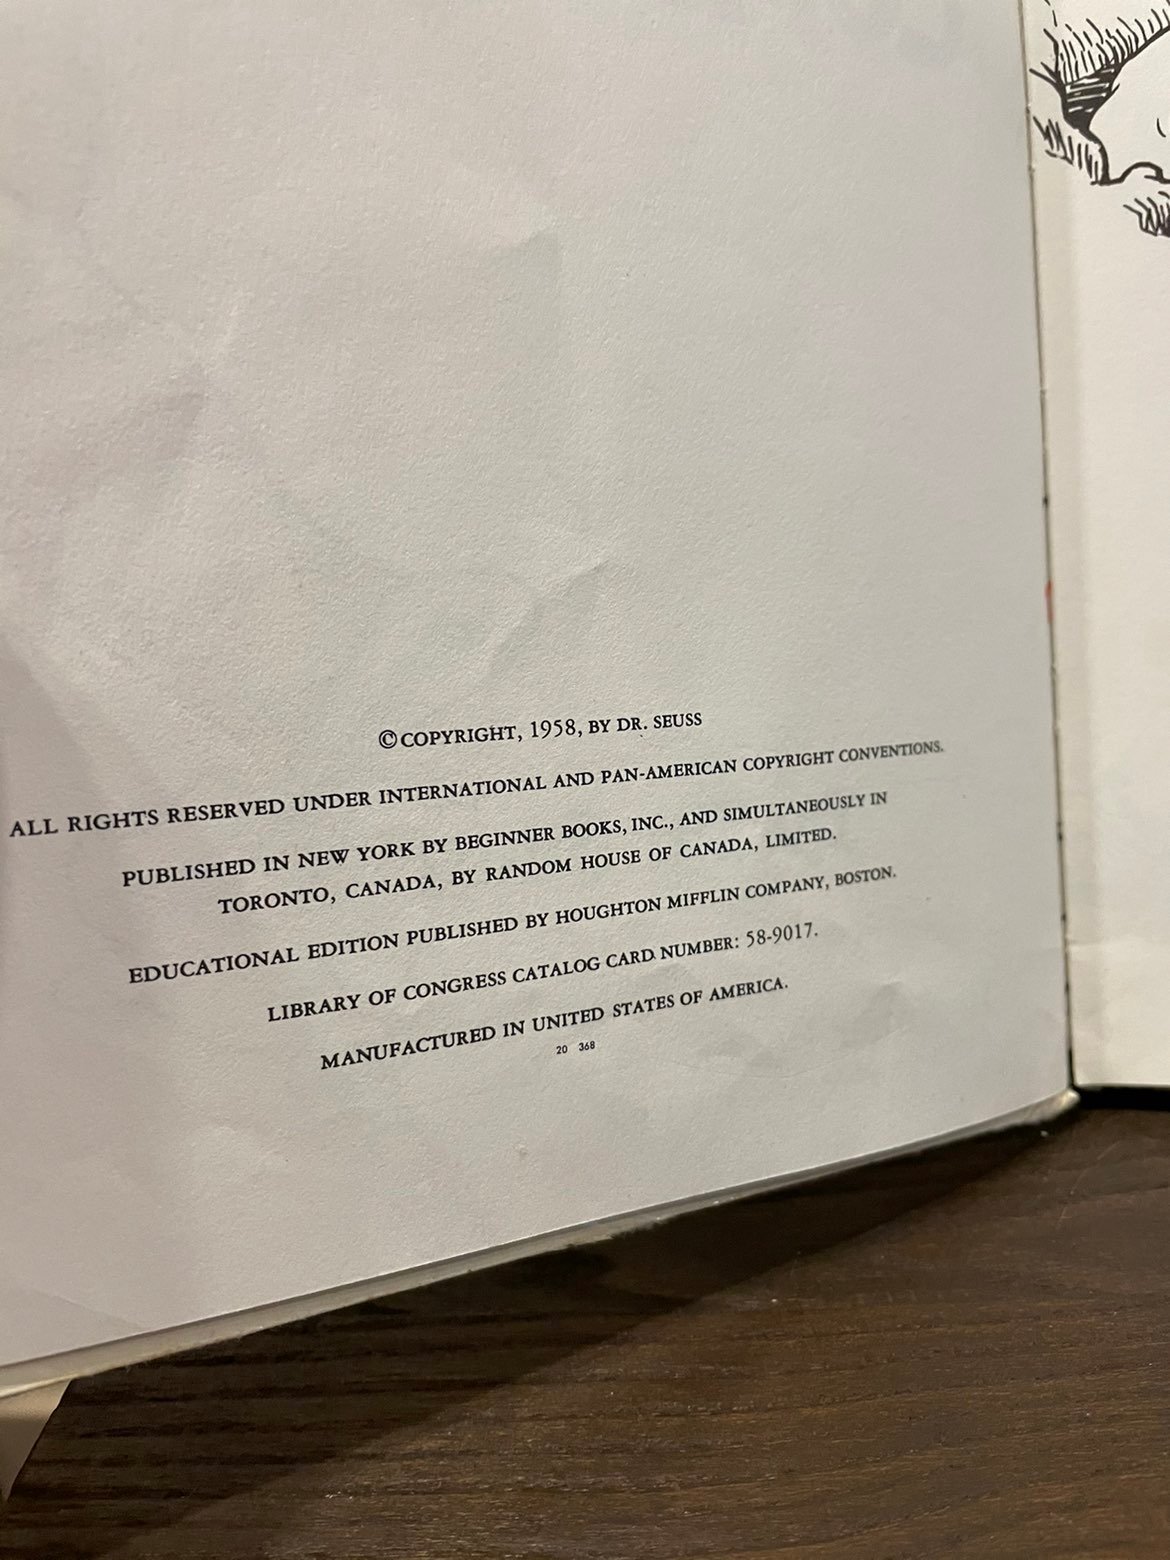 ©COPYRIGHT, 1958, BY DR. SEUSS
ALL RIGHTS RESERVED UNDER INTERNATIONAL AND PAN-AMERICAN COPYRIGHT CONVENTIONS.
PUBLISHED IN NEW YORK BY BEGINNER BOOKS, INC., AND SIMULTANEOUSLY IN
TORONTO, CANADA, BY RANDOM HOUSE OF CANADA, LIMITED.
EDUCATIONAL EDITION PUBLISHED BY HOUGHTON MIFFLIN COMPANY, BOSTON.
LIBRARY OF CONGRESS CATALOG CARD NUMBER: 58-9017.
MANUFACTURED IN UNITED STATES OF AMERICA.
20 368